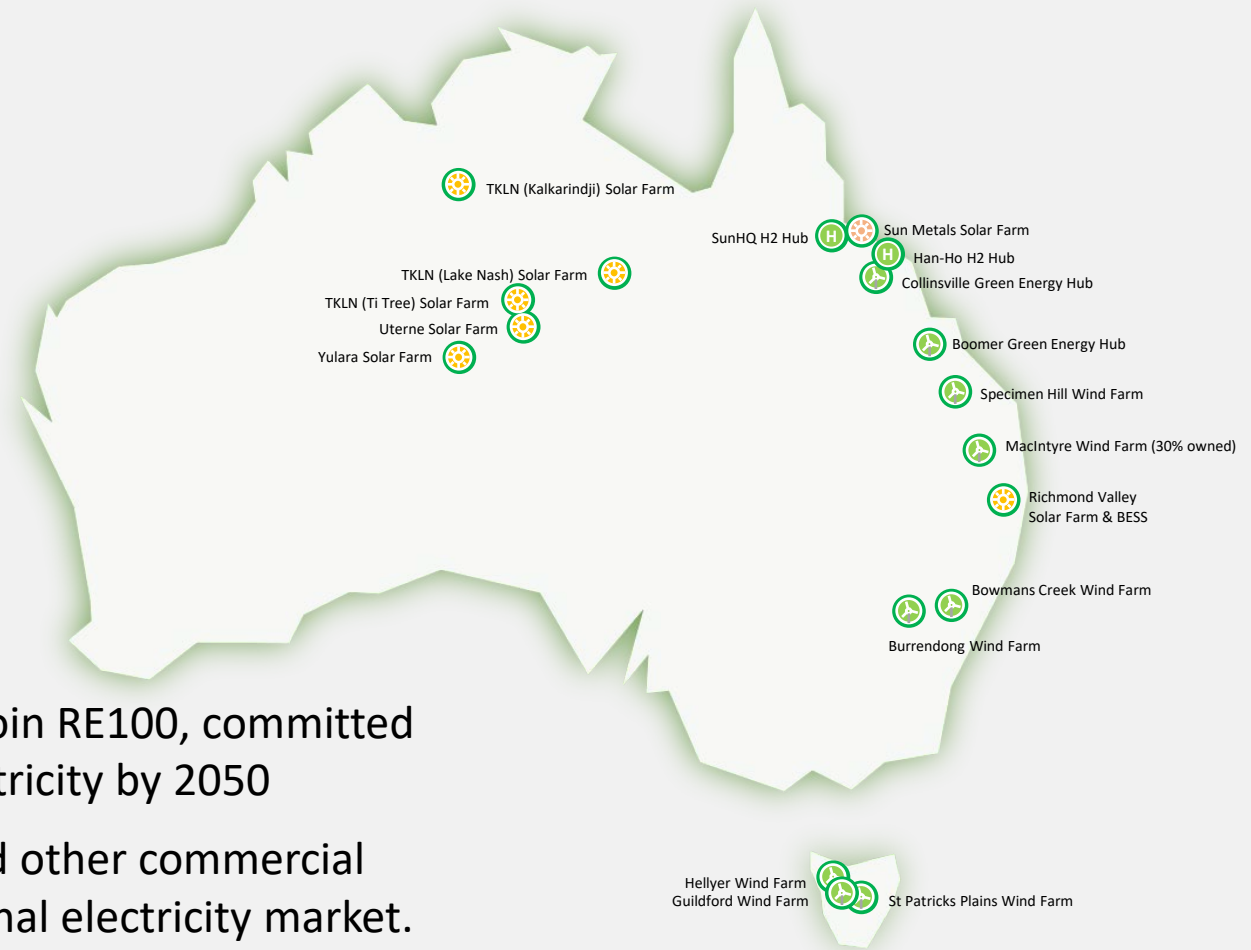 TKLN (Kalkarindji) Solar Farm
SunHQ H2 Hub
H
Sun Metals Solar Farm
H
Han-Ho H2 Hub
TKLN (Lake Nash) Solar Farm
Collinsville Green Energy Hub
TKLN (Ti Tree) Solar Farm
Uterne Solar Farm
Yulara Solar Farm
Boomer Green Energy Hub
Specimen Hill Wind Farm
MacIntyre Wind Farm (30% owned)
Richmond Valley
Solar Farm & BESS
Bowmans Creek Wind Farm
Burrendong Wind Farm
RE100, committed
by 2050
other commercial
electricity market.
Hellyer Wind Farm
Guildford Wind Farm
St Patricks Plains Wind Farm